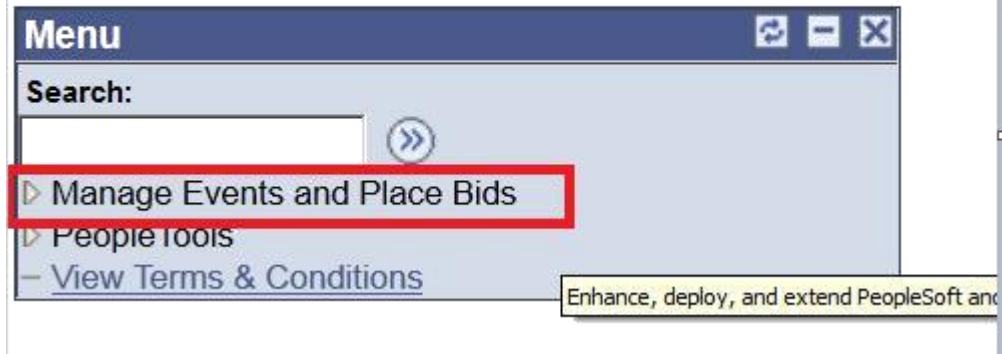 Menu
Search:
Manage Events and Place Bids
PeopleTools
View Terms & Conditions
Enhance, deploy, and extend PeopleSoft and